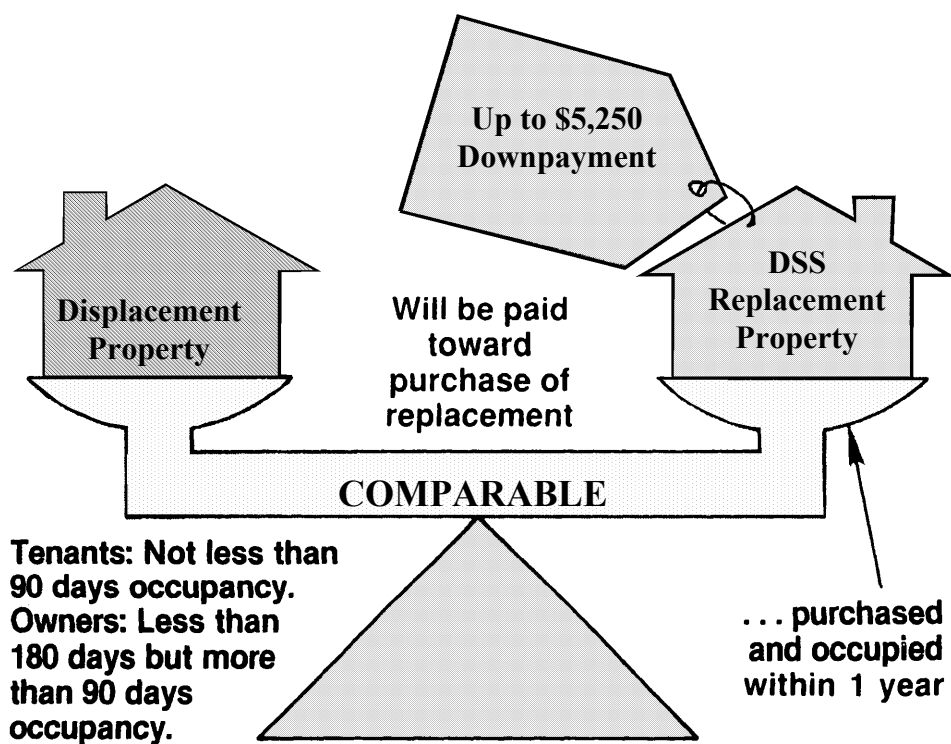 Up to $5,250
Downpayment
Displacement
Property
DSS
Replacement
Property
Will be paid
toward
purchase of
replacement
COMPARABLE
Tenants: Not less than
90 days occupancy.
Owners: Less than
180 days but more
than 90 days
occupancy.
... purchased
and occupied
within 1 year